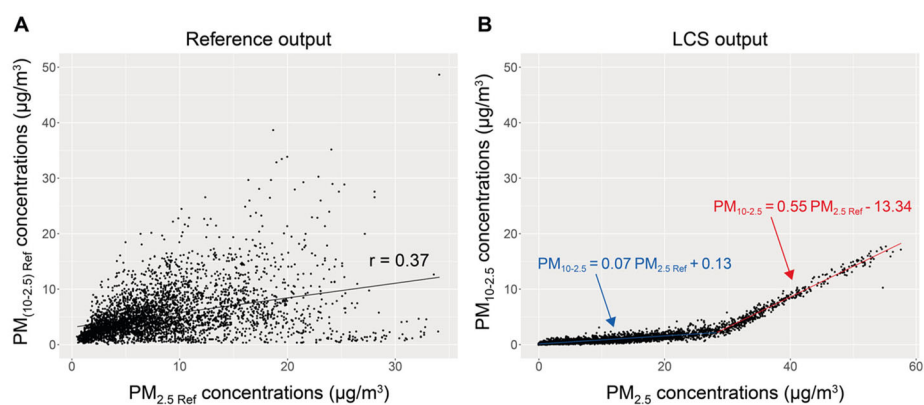 A
Reference output
PM(10-2.5) Ref concentrations (µg/m³)
50
40
30
20
10
0
r = 0.37
0 10 20 30
PM2.5 Ref concentrations (µg/m³)
B
LCS output
PM10-2.5 concentrations (µg/m³)
50
40
30
20
10
0
PM10-2.5 = 0.55 PM2.5 Ref - 13.34
PM10-2.5 = 0.07 PM2.5 Ref + 0.13
0 20 40 60
PM2.5 concentrations (µg/m³)